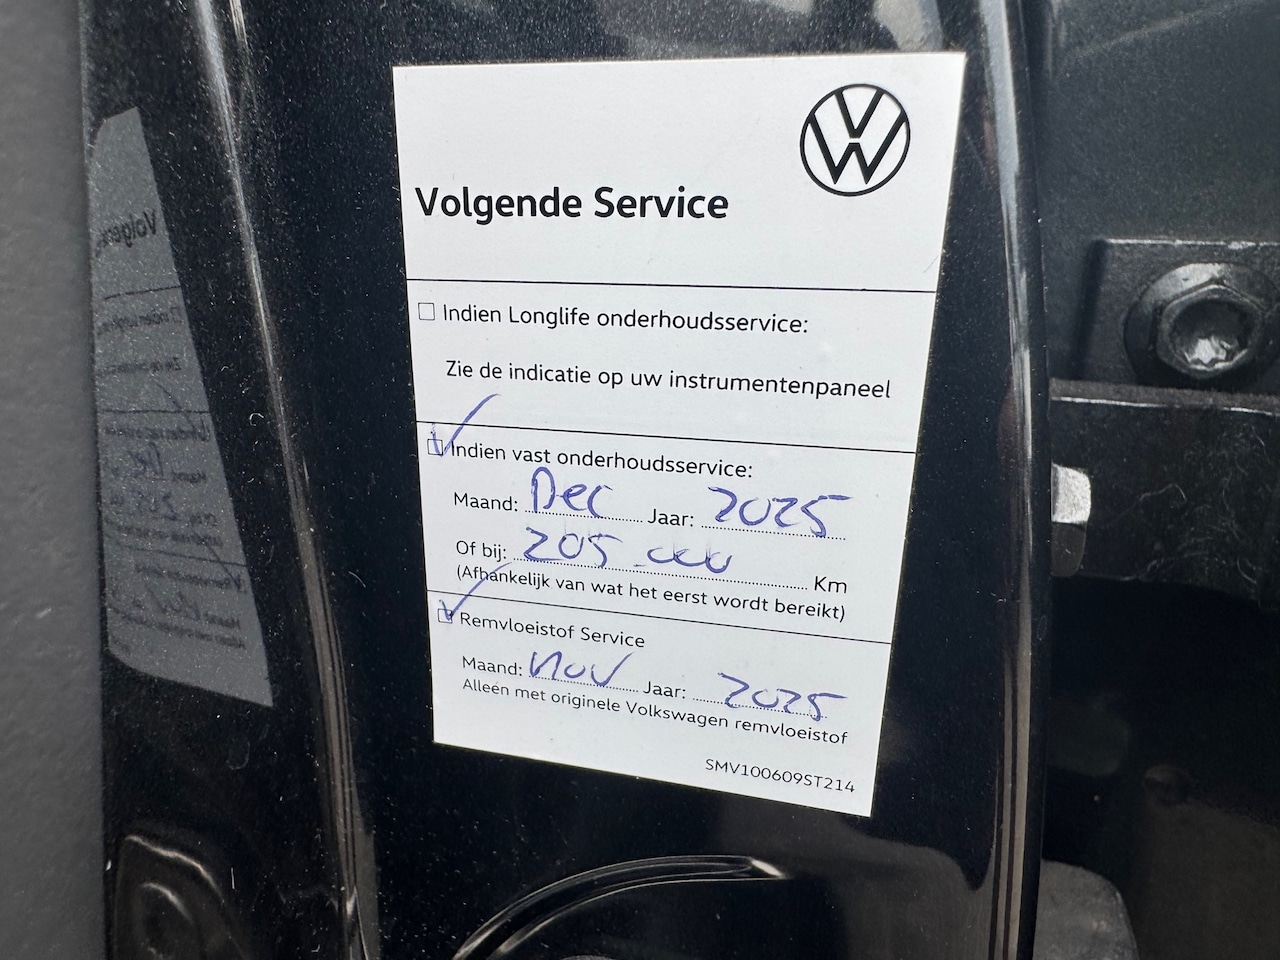 Volgende Service
☐ Indien Longlife onderhoudsservice:
Zie de indicatie op uw instrumentenpaneel
☑ Indien vast onderhoudsservice:
Maand: Dec Jaar: 2025
Of bij: 205.000 Km
(Afhankelijk van wat het eerst wordt bereikt)
☑ Remvloeistof Service
Maand: Nov Jaar: 2025
Alleen met originele Volkswagen remvloeistof
SMV100609ST214